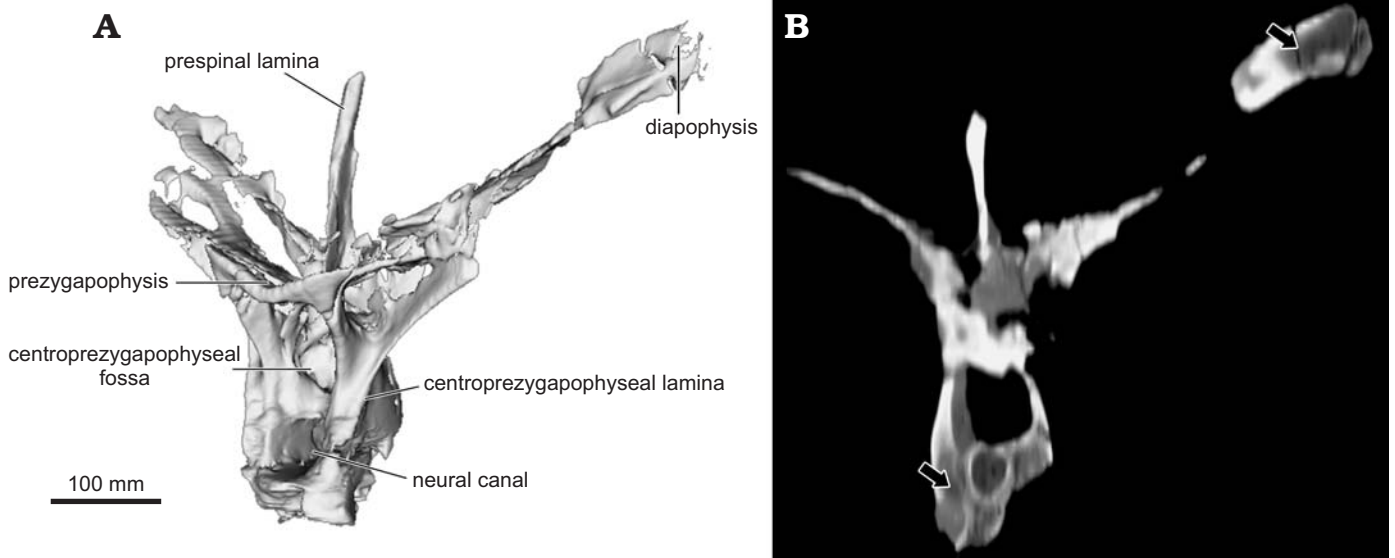 A
prespinal lamina
diapophysis
prezygapophysis
centroprezygapophyseal
fossa
centroprezygapophyseal lamina
neural canal
100 mm
B